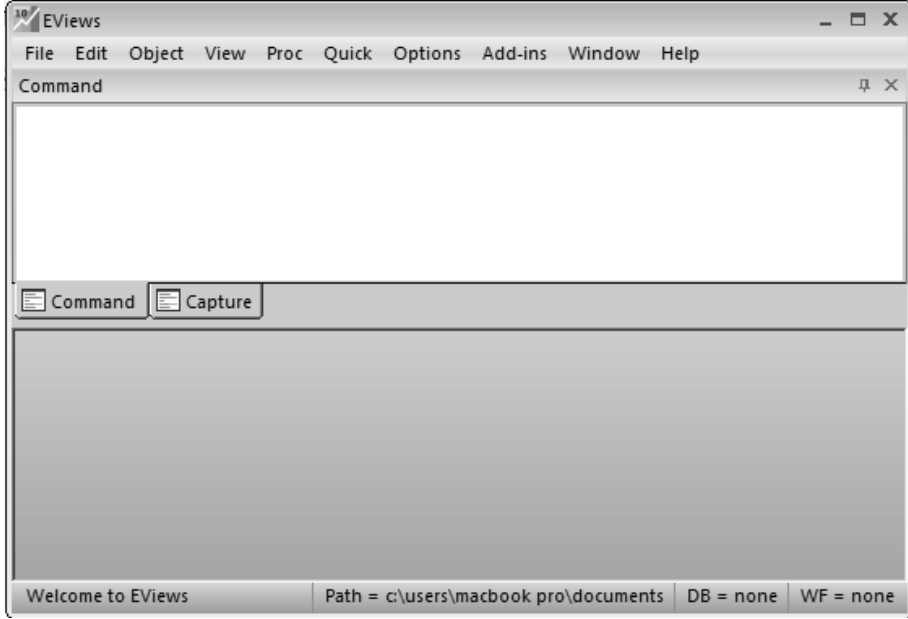 10 EViews
File Edit Object View Proc Quick Options Add-ins Window Help
Command
Command Capture
Welcome to EViews Path = c:\users\macbook pro\documents DB = none WF = none